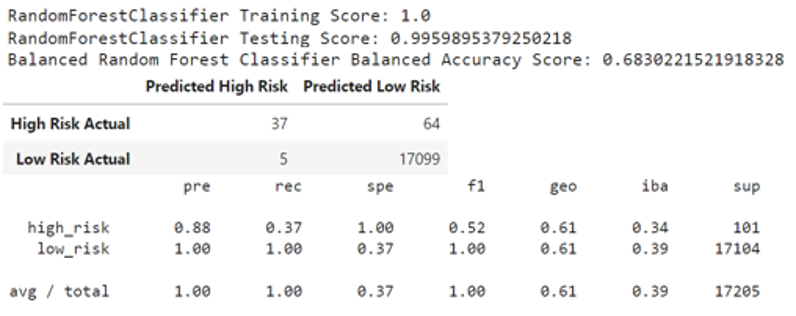 RandomForestClassifier Training Score: 1.0
RandomForestClassifier Testing Score: 0.9959895379250218
Balanced Random Forest Classifier Balanced Accuracy Score: 0.6830221521918328
Predicted High Risk Predicted Low Risk
High Risk Actual 37 64
Low Risk Actual 5 17099
pre rec spe f1 geo iba sup
high_risk 0.88 0.37 1.00 0.52 0.61 0.34 101
low_risk 1.00 1.00 0.37 1.00 0.61 0.39 17104
avg / total 1.00 1.00 0.37 1.00 0.61 0.39 17205